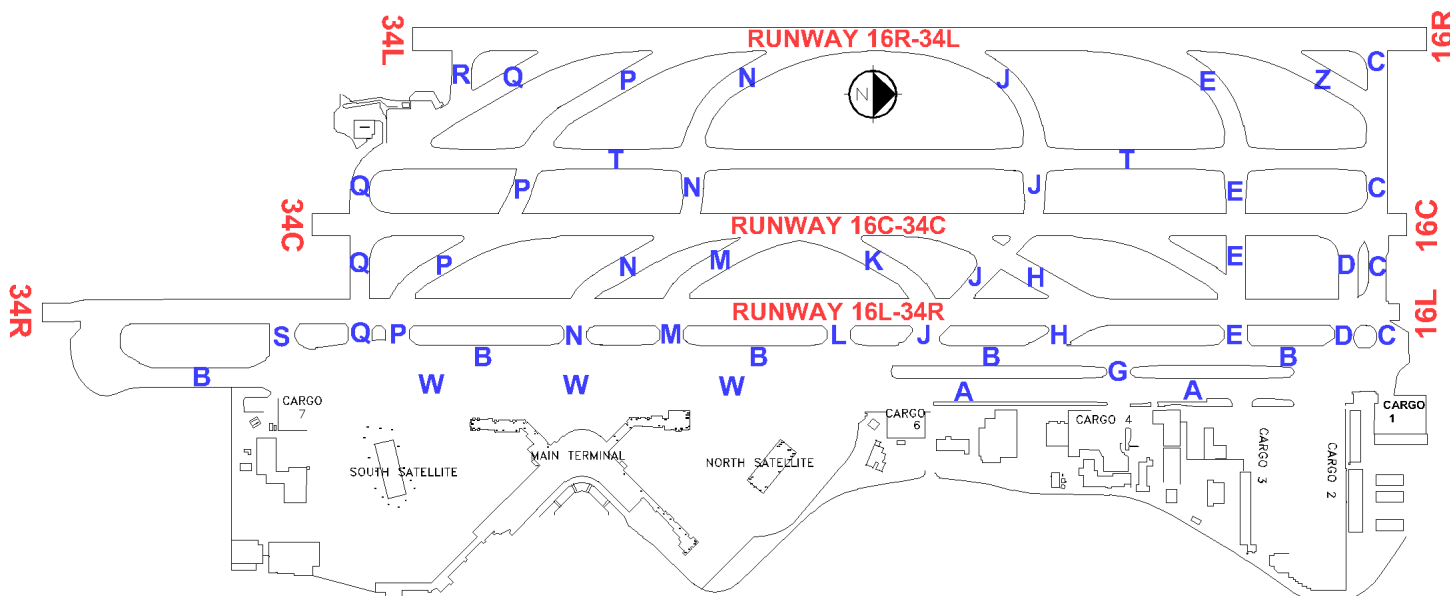 34L
RUNWAY 16R-34L
16R
R
Q
P
N
N
J
E
Z
C
T
T
Q
P
N
J
E
C
34C
RUNWAY 16C-34C
16C
Q
P
N
M
K
J
H
E
D
C
34R
RUNWAY 16L-34R
16L
S
Q
P
N
M
L
J
H
E
D
C
B
B
B
B
B
G
W
W
W
A
A
CARGO 7
CARGO 6
CARGO 4
CARGO 1
MAIN TERMINAL
SOUTH SATELLITE
NORTH SATELLITE
CARGO 3
CARGO 2